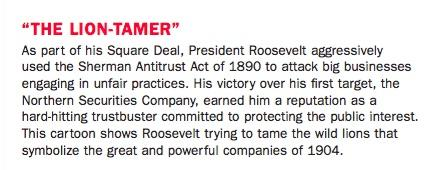 “THE LION-TAMER”
As part of his Square Deal, President Roosevelt aggressively
used the Sherman Antitrust Act of 1890 to attack big businesses
engaging in unfair practices. His victory over his first target, the
Northern Securities Company, earned him a reputation as a
hard-hitting trustbuster committed to protecting the public interest.
This cartoon shows Roosevelt trying to tame the wild lions that
symbolize the great and powerful companies of 1904.